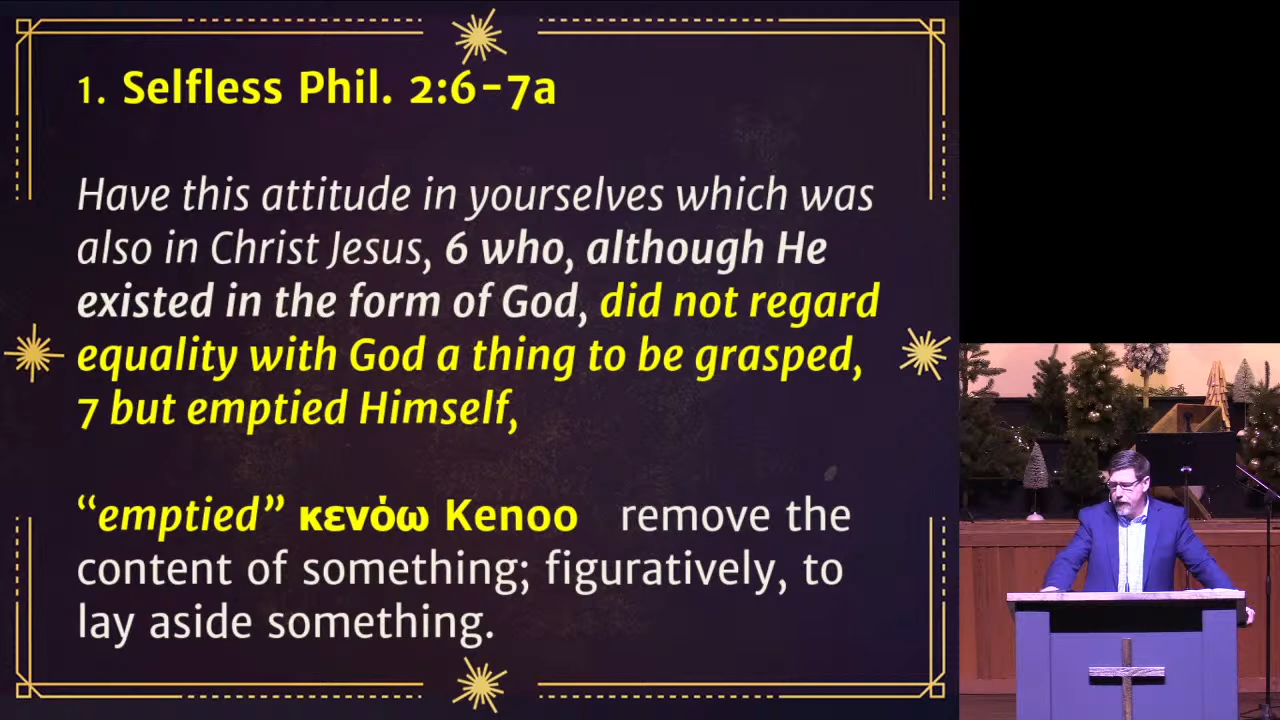 1. Selfless Phil. 2:6-7a
Have this attitude in yourselves which was
also in Christ Jesus, 6 who, although He
existed in the form of God, did not regard
equality with God a thing to be grasped,
7 but emptied Himself,
“emptied” κενόω Kenoo remove the
content of something; figuratively, to
lay aside something.